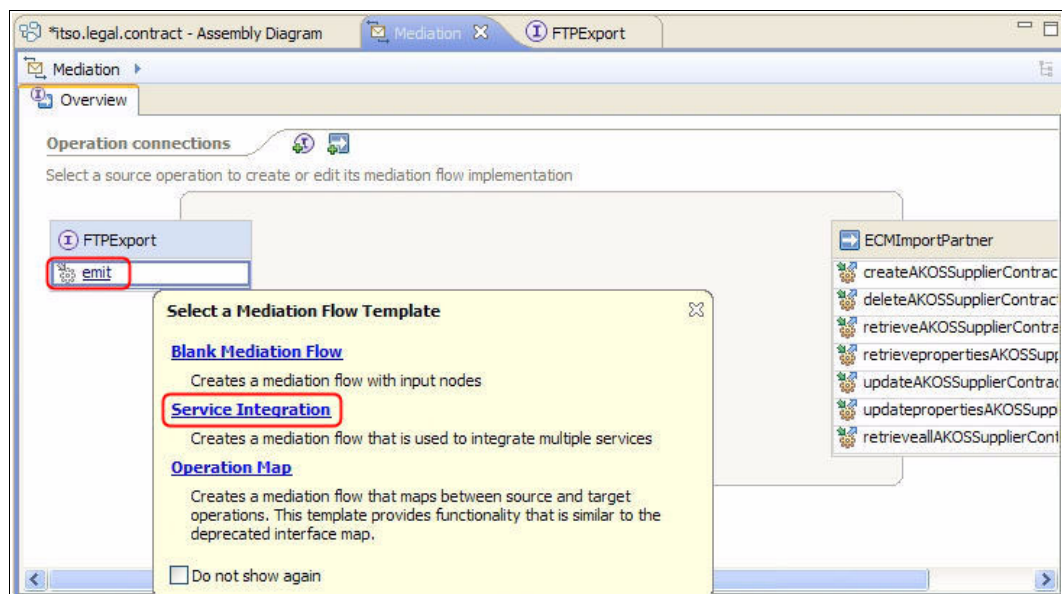 *itso.legal.contract - Assembly Diagram Mediation FTPExport
Mediation
Overview
Operation connections
Select a source operation to create or edit its mediation flow implementation
FTPExport
emit
ECMImportPartner
createAKOSSupplierContrac
deleteAKOSSupplierContrac
retrieveAKOSSupplierContra
retrievepropertiesAKOSSupp
updateAKOSSupplierContrac
updatepropertiesAKOSSupp
retrieveallAKOSSupplierCont
Select a Mediation Flow Template
Blank Mediation Flow
Creates a mediation flow with input nodes
Service Integration
Creates a mediation flow that is used to integrate multiple services
Operation Map
Creates a mediation flow that maps between source and target
operations. This template provides functionality that is similar to the
deprecated interface map.
Do not show again